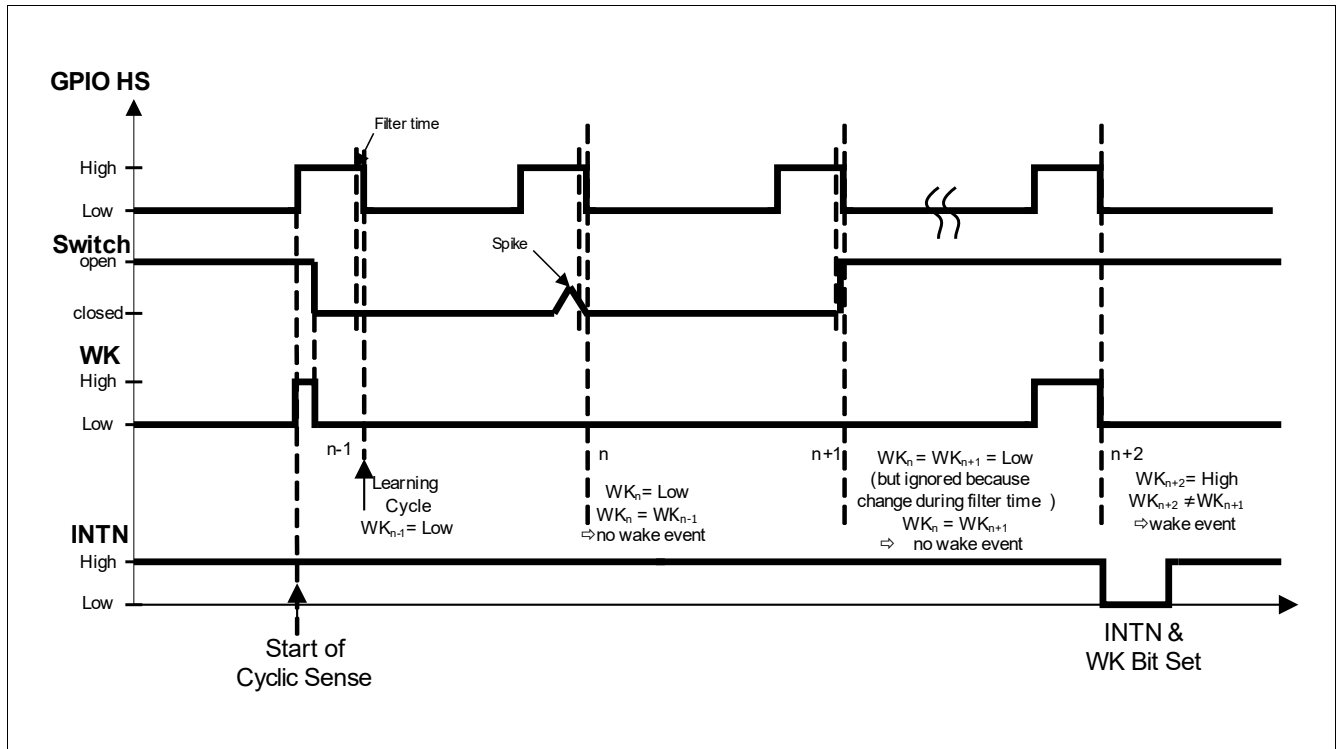 GPIO HS
Filter time
High
Low
Switch
open
Spike
closed
WK
High
Low
n-1
n
n+1
n+2
Learning
Cycle
WKn-1= Low
WKn= Low
WKn = WKn-1
⇨no wake event
WKn = WKn+1 = Low
(but ignored because
change during filter time )
WKn = WKn+1
⇨ no wake event
WKn+2= High
WKn+2 ≠WKn+1
⇨wake event
INTN
High
Low
Start of
Cyclic Sense
INTN &
WK Bit Set